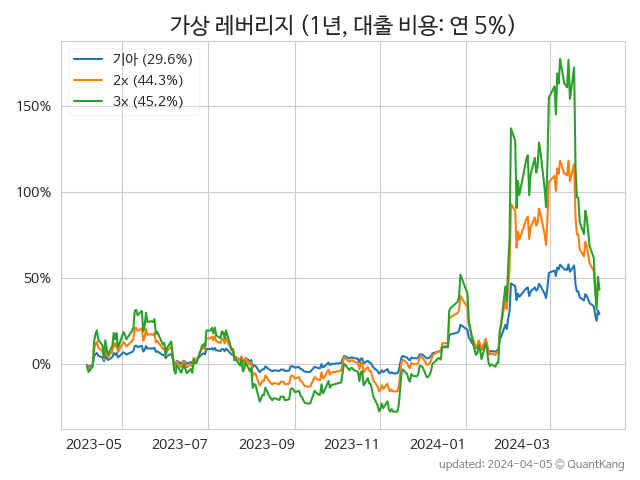 가상 레버리지 (1년, 대출 비용: 연 5%)
기아 (29.6%)
2x (44.3%)
3x (45.2%)
150%
100%
50%
0%
2023-05 2023-07 2023-09 2023-11 2024-01 2024-03
updated: 2024-04-05 © QuantKang